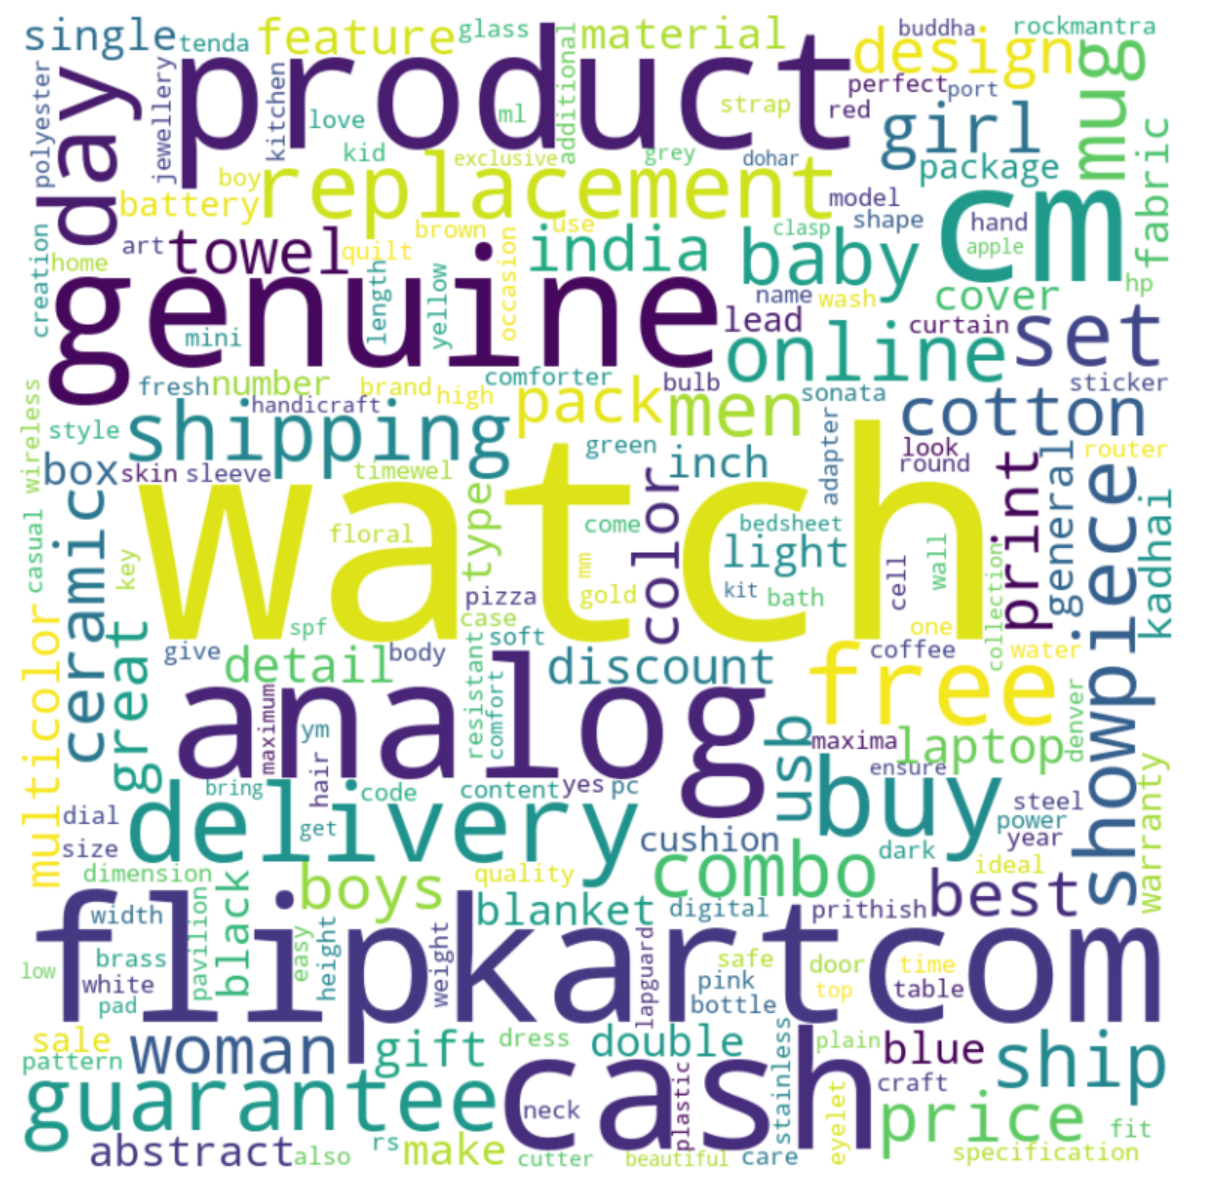 single
tenda
feature
glass
material
buddha
rockmantra
design
mug
polyester
day
jewellery
product
kitchen
additional
perfect
port
love
ml
strap
red
girl
fabric
kid
exclusive
grey
dohar
package
boy
replacement
battery
model
cm
creation
art
towel
brown
use
clasp
shape
hand
home
quilt
occasion
india
baby
apple
genuine
length
yellow
name
wash
cover
hp
mini
lead
curtain
set
online
wireless
fresh
number
brand
high
comforter
bulb
sonata
sticker
handicraft
pack
men
cotton
style
shipping
green
adapter
look
router
box
skin
sleeve
timewel
inch
round
general
ceramic
watch
color
print
showpiece
kadhai
casual
floral
type
come
bedsheet
light
wall
key
mm
cell
collection
pizza
gold
kit
bath
multicolor
great
spf
case
one
give
detail
body
resistant
soft
discount
coffee
water
free
analog
maximum
comfort
denver
ym
usb
maxima
laptop
hair
ensure
warranty
bring
code
content
yes
pc
buy
steel
dial
delivery
get
power
size
cushion
year
dimension
combo
dark
ideal
black
boys
quality
pavilion
width
blanket
digital
prithish
best
flipkartcom
easy
height
weight
lapguard
low
brass
safe
door
time
white
pink
top
table
pad
bottle
sale
woman
gift
dress
double
stainless
plain
blue
ship
pattern
guarantee
cash
plastic
craft
neck
eyelet
price
fit
abstract
also
rs
make
cutter
beautiful
care
specification